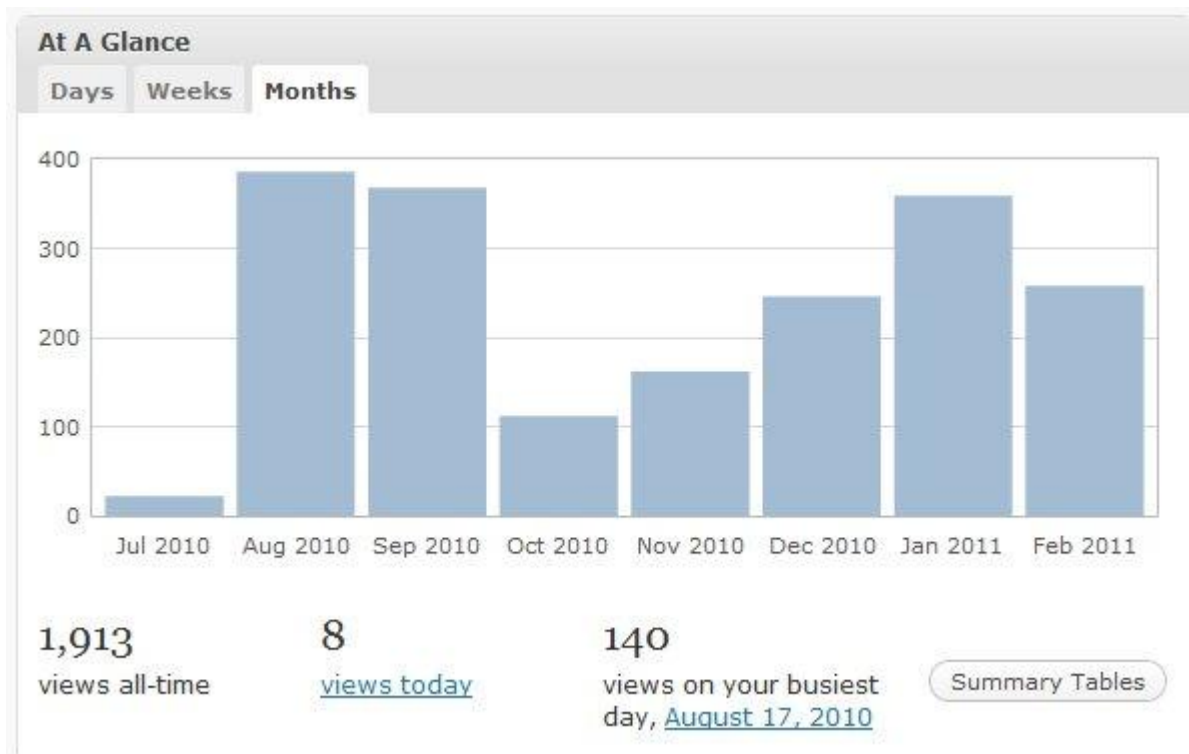 At A Glance
Days Weeks Months
400
300
200
100
0
Jul 2010 Aug 2010 Sep 2010 Oct 2010 Nov 2010 Dec 2010 Jan 2011 Feb 2011
1,913
views all-time
8
views today
140
views on your busiest
day, August 17, 2010
Summary Tables